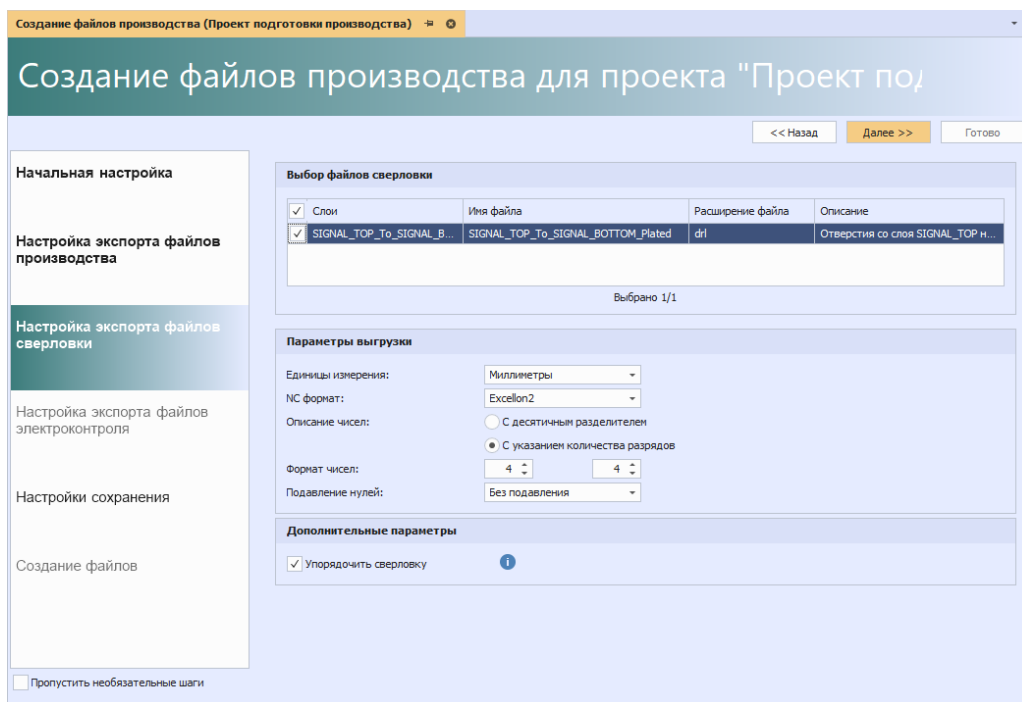 Создание файлов производства (Проект подготовки производства)
Создание файлов производства для проекта "Проект под
<< Назад
Далее >>
Готово
Начальная настройка
Настройка экспорта файлов
производства
Настройка экспорта файлов
сверловки
Настройка экспорта файлов
электроконтроля
Настройки сохранения
Создание файлов
Пропустить необязательные шаги
Выбор файлов сверловки
Слои Имя файла Расширение файла Описание
SIGNAL_TOP_To_SIGNAL_B... SIGNAL_TOP_To_SIGNAL_BOTTOM_Plated drl Отверстия со слоя SIGNAL_TOP н...
Выбрано 1/1
Параметры выгрузки
Единицы измерения: Миллиметры
NC формат: Excellon2
Описание чисел: С десятичным разделителем
С указанием количества разрядов
Формат чисел: 4 4
Подавление нулей: Без подавления
Дополнительные параметры
Упорядочить сверловку